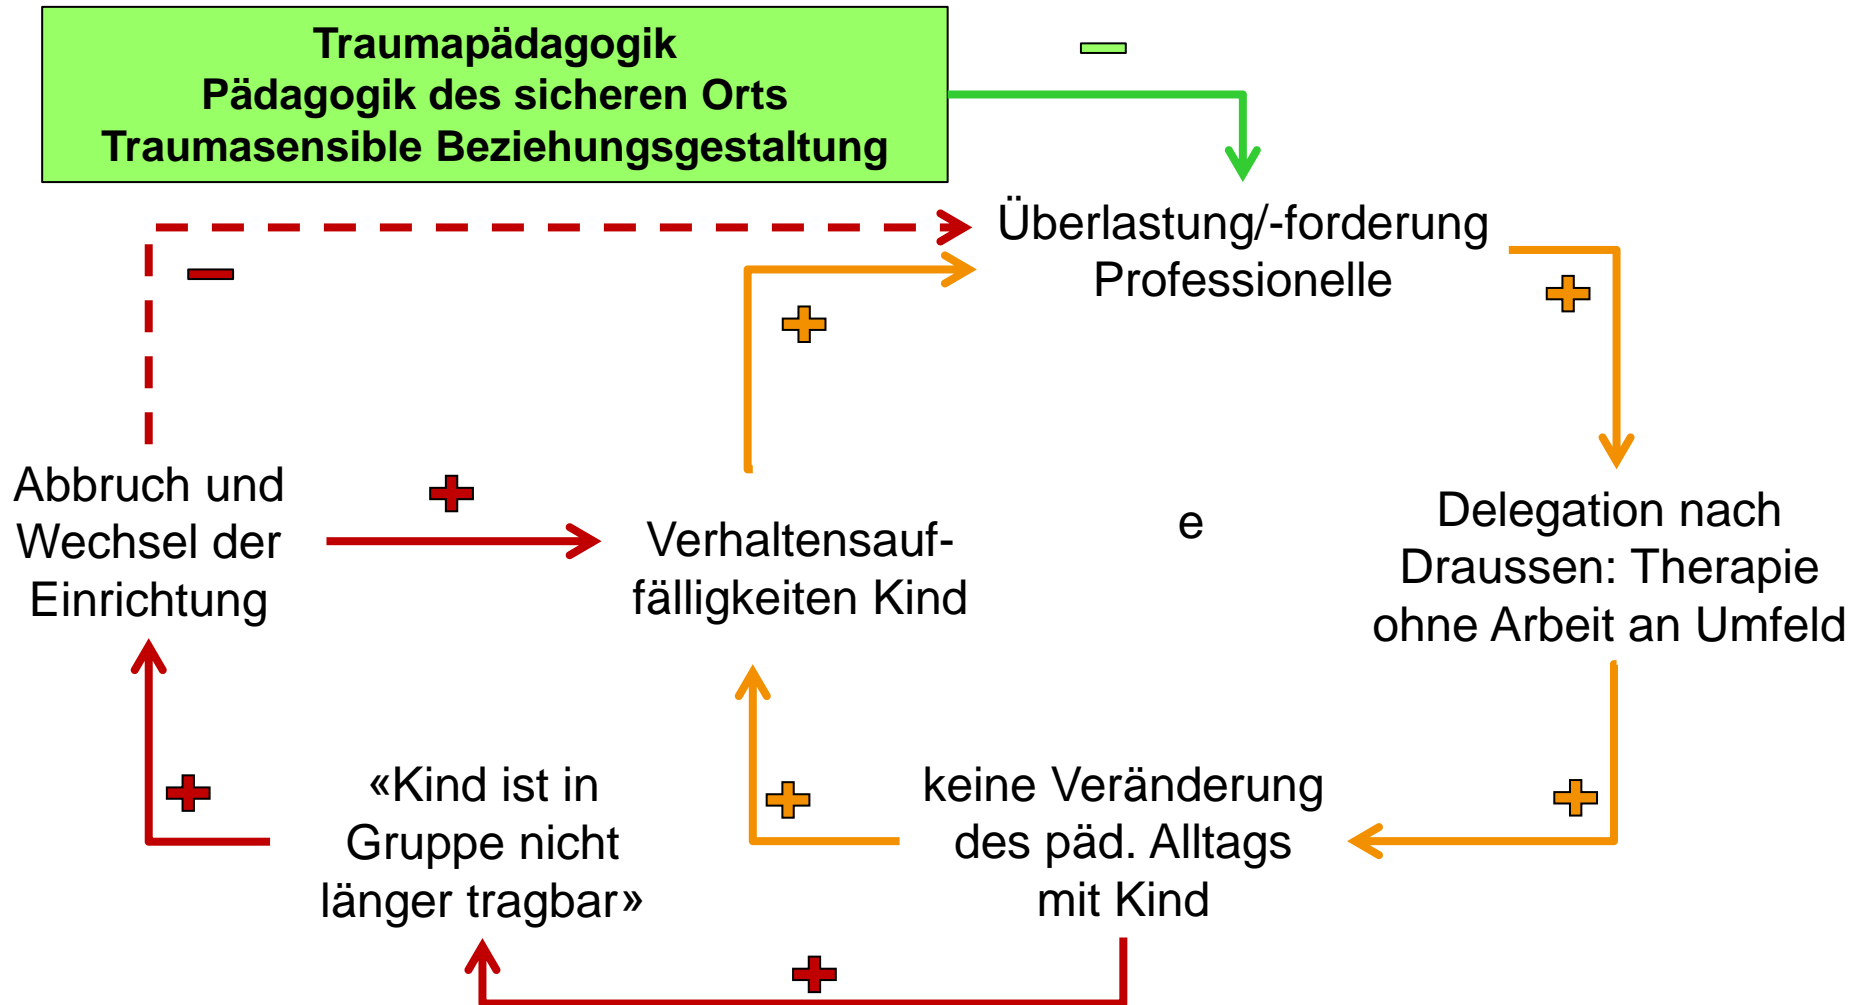 Traumapädagogik
Pädagogik des sicheren Orts
Traumasensible Beziehungsgestaltung
Überlastung/-forderung
Professionelle
Abbruch und
Wechsel der
Einrichtung
Verhaltensauf-
fälligkeiten Kind
e
Delegation nach
Draussen: Therapie
ohne Arbeit an Umfeld
«Kind ist in
Gruppe nicht
länger tragbar»
keine Veränderung
des päd. Alltags
mit Kind